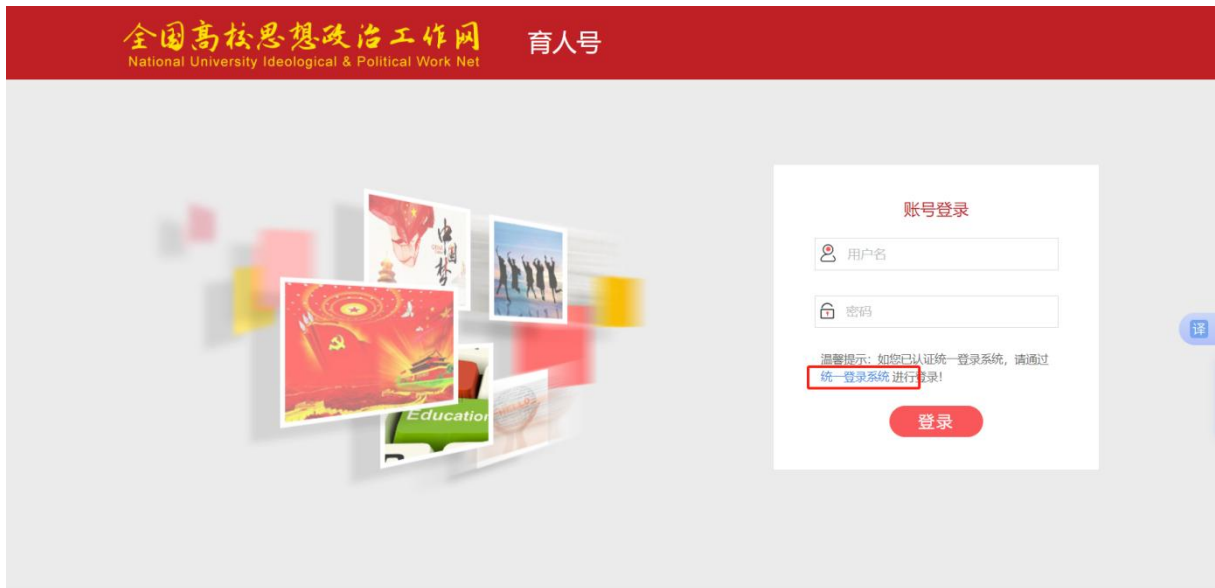 全国高校思想政治工作网
National University Ideological & Political Work Net
育人号
中国梦
Education
账号登录
用户名
密码
温馨提示：如您已认证统一登录系统，请通过
统一登录系统 进行登录！
登录
译